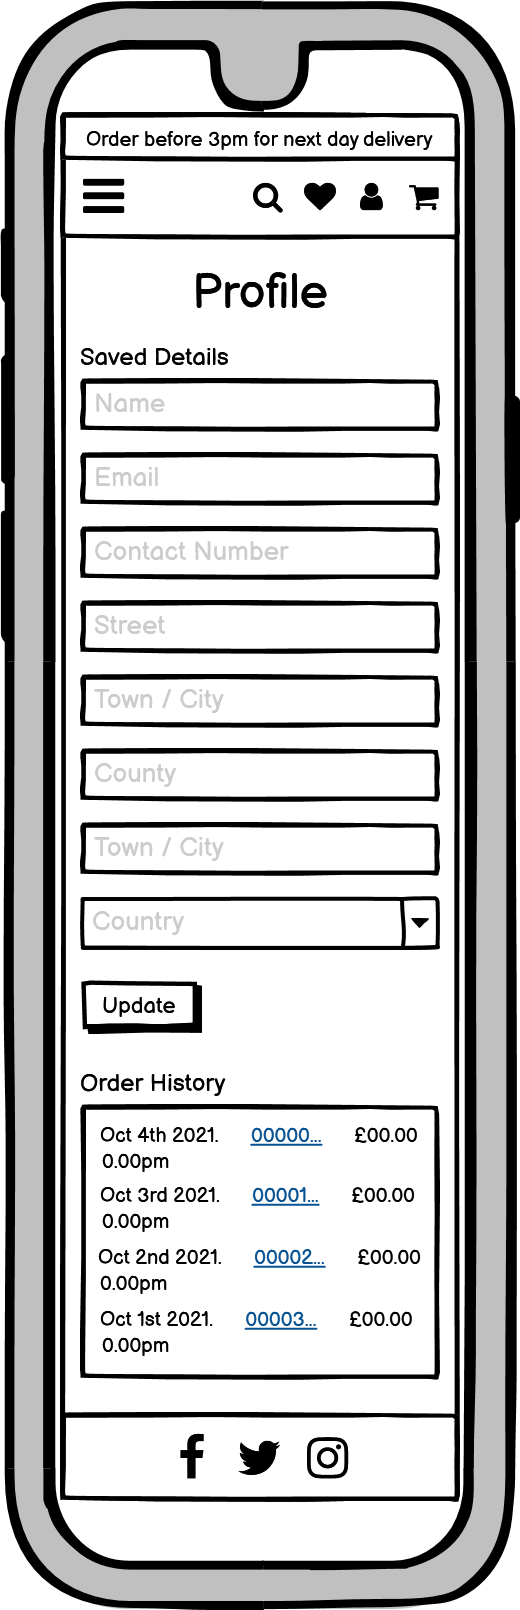 Order before 3pm for next day delivery
Profile
Saved Details
Name
Email
Contact Number
Street
Town / City
County
Town / City
Country
Update
Order History
Oct 4th 2021. 00000... £00.00
0.00pm
Oct 3rd 2021. 00001... £00.00
0.00pm
Oct 2nd 2021. 00002... £00.00
0.00pm
Oct 1st 2021. 00003... £00.00
0.00pm